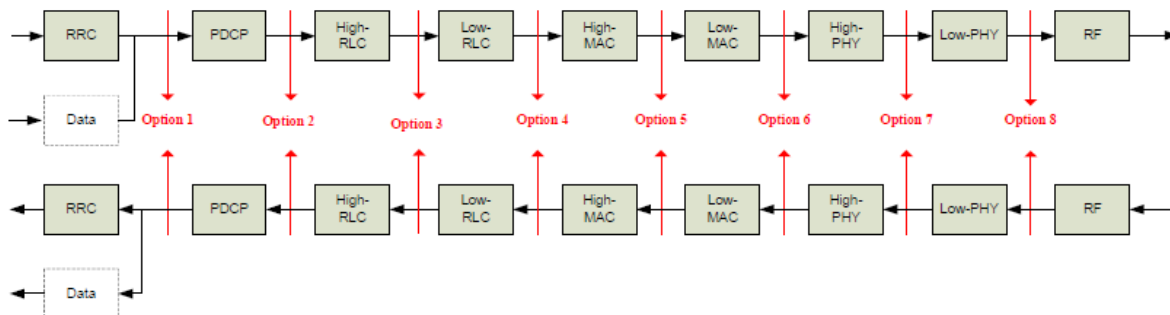 RRC
PDCP
High-
RLC
Low-
RLC
High-
MAC
Low-
MAC
High-
PHY
Low-PHY
RF
Data
Option 1
Option 2
Option 3
Option 4
Option 5
Option 6
Option 7
Option 8
RRC
PDCP
High-
RLC
Low-
RLC
High-
MAC
Low-
MAC
High-
PHY
Low-PHY
RF
Data